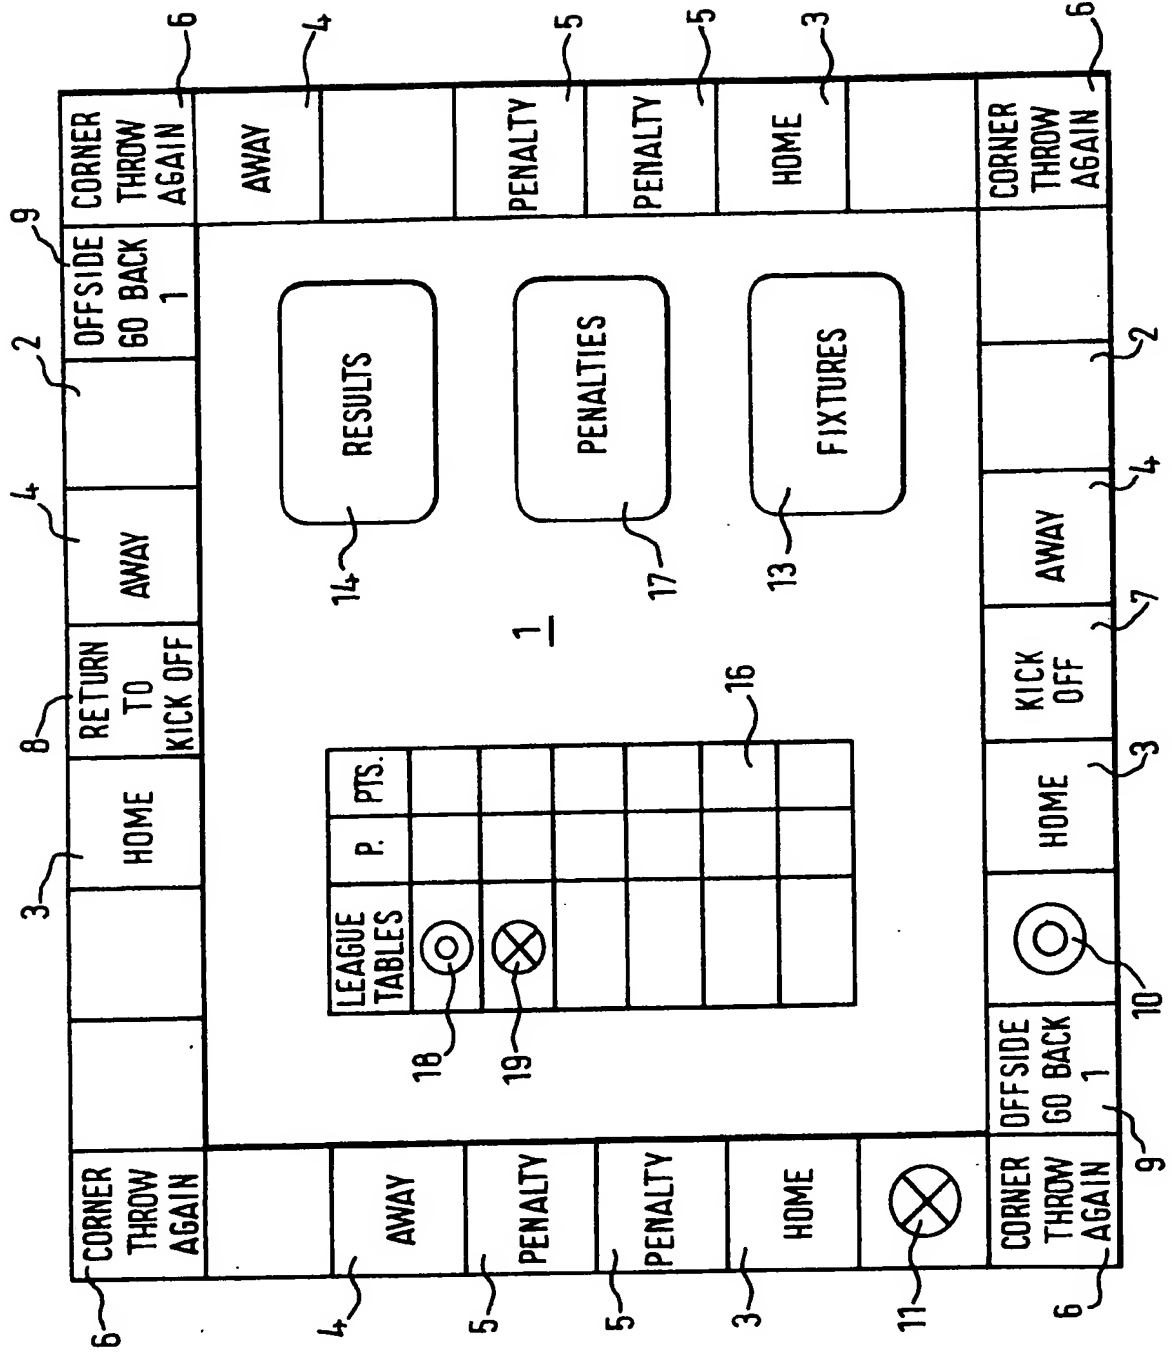 3 8 4 2 9
6 CORNER THROW AGAIN
HOME
RETURN TO KICK OFF
AWAY
OFFSIDE GO BACK 1
CORNER THROW AGAIN 6
4 AWAY
5 PENALTY
5 PENALTY
3 HOME
11
LEAGUE TABLES P. PTS.
18
19
16
1
RESULTS
14
PENALTIES
17
FIXTURES
13
AWAY 4
PENALTY 5
PENALTY 5
HOME 3
6 CORNER THROW AGAIN
OFFSIDE GO BACK 1
HOME
KICK OFF
AWAY
CORNER THROW AGAIN 6
9 10 3 7 4 2